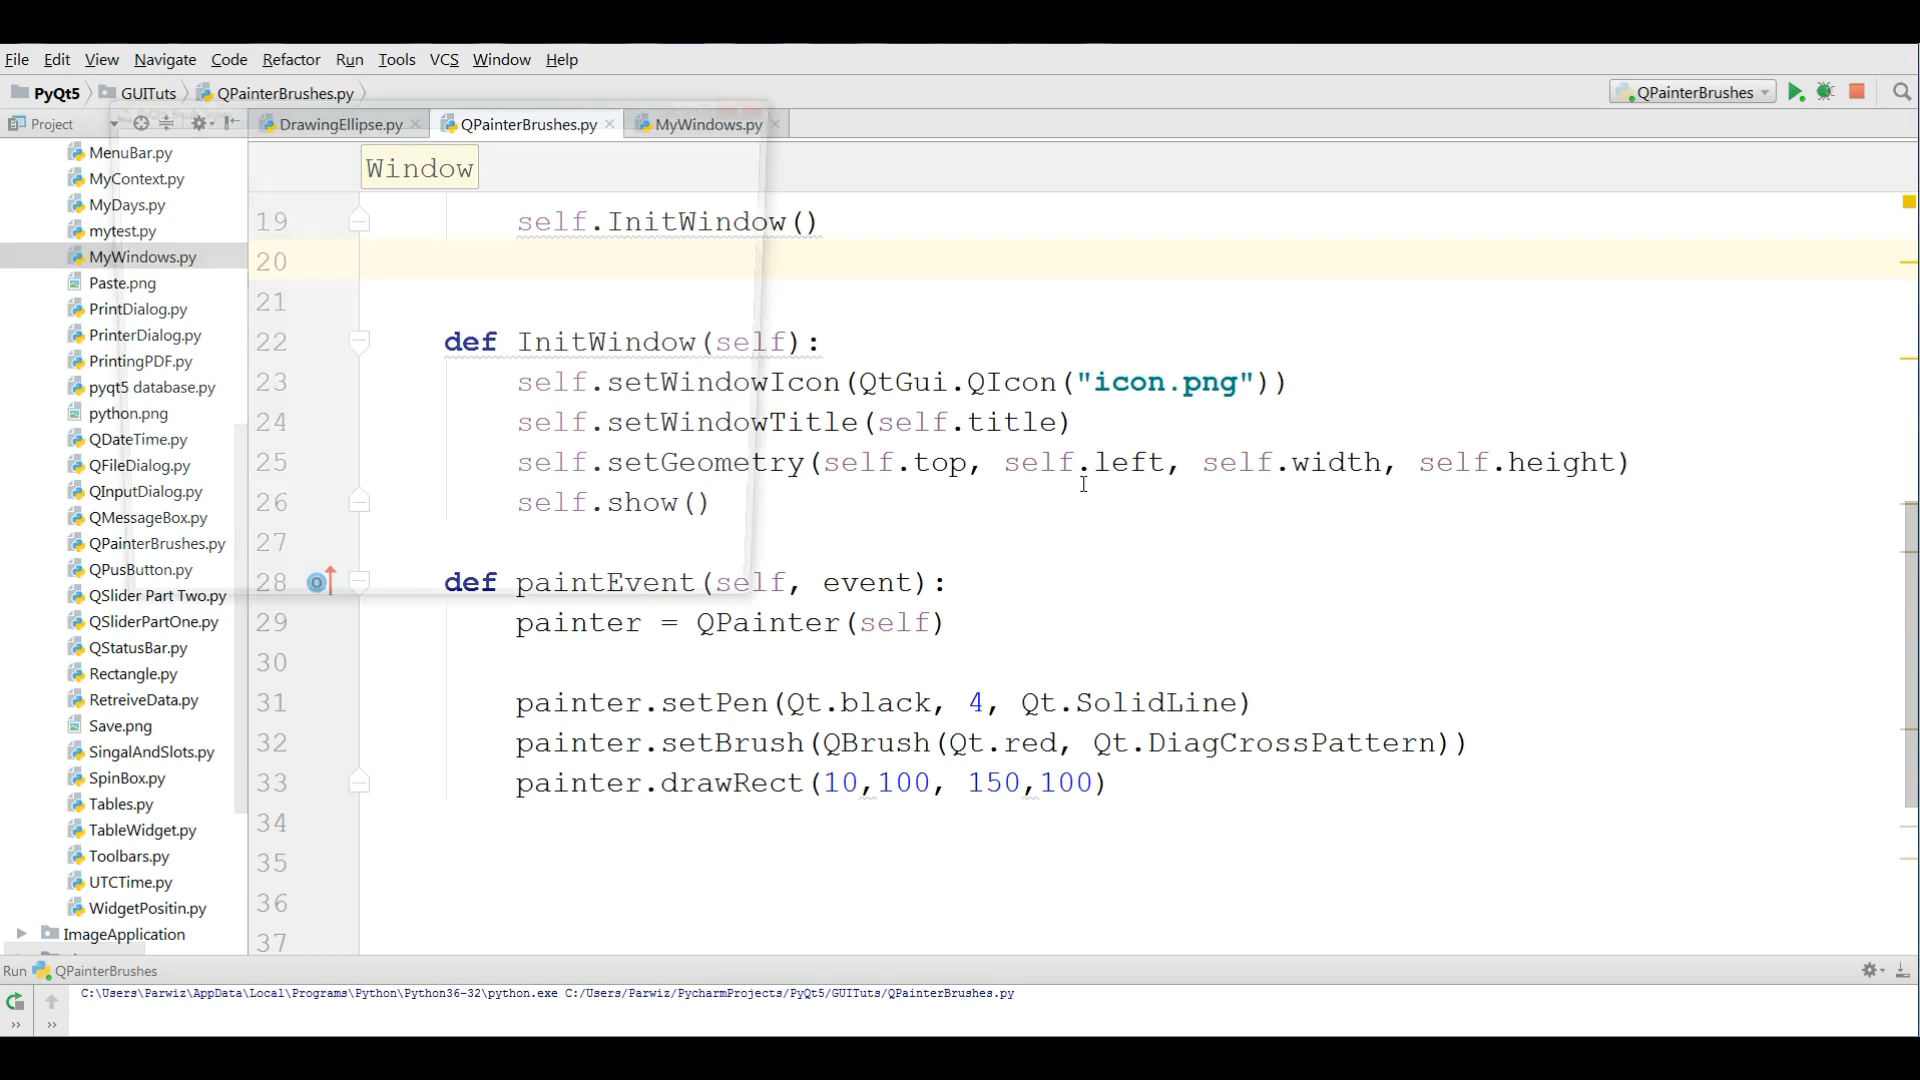 File Edit View Navigate Code Refactor Run Tools VCS Window Help
PyQt5 GUITuts QPainterBrushes.py QPainterBrushes
Project DrawingEllipse.py QPainterBrushes.py MyWindows.py
MenuBar.py
MyContext.py
MyDays.py
mytest.py
MyWindows.py
Paste.png
PrintDialog.py
PrinterDialog.py
PrintingPDF.py
pyqt5 database.py
python.png
QDateTime.py
QFileDialog.py
QInputDialog.py
QMessageBox.py
QPainterBrushes.py
QPusButton.py
QSlider Part Two.py
QSliderPartOne.py
QStatusBar.py
Rectangle.py
RetreiveData.py
Save.png
SingalAndSlots.py
SpinBox.py
Tables.py
TableWidget.py
Toolbars.py
UTCTime.py
WidgetPositin.py
ImageApplication
Window
19 self.InitWindow()
20
21
22 def InitWindow(self):
23 self.setWindowIcon(QtGui.QIcon("icon.png"))
24 self.setWindowTitle(self.title)
25 self.setGeometry(self.top, self.left, self.width, self.height)
26 self.show()
27
28 def paintEvent(self, event):
29 painter = QPainter(self)
30
31 painter.setPen(Qt.black, 4, Qt.SolidLine)
32 painter.setBrush(QBrush(Qt.red, Qt.DiagCrossPattern))
33 painter.drawRect(10,100, 150,100)
34
35
36
37
Run QPainterBrushes
C:\Users\Parwiz\AppData\Local\Programs\Python\Python36-32\python.exe C:/Users/Parwiz/PycharmProjects/PyQt5/GUITuts/QPainterBrushes.py